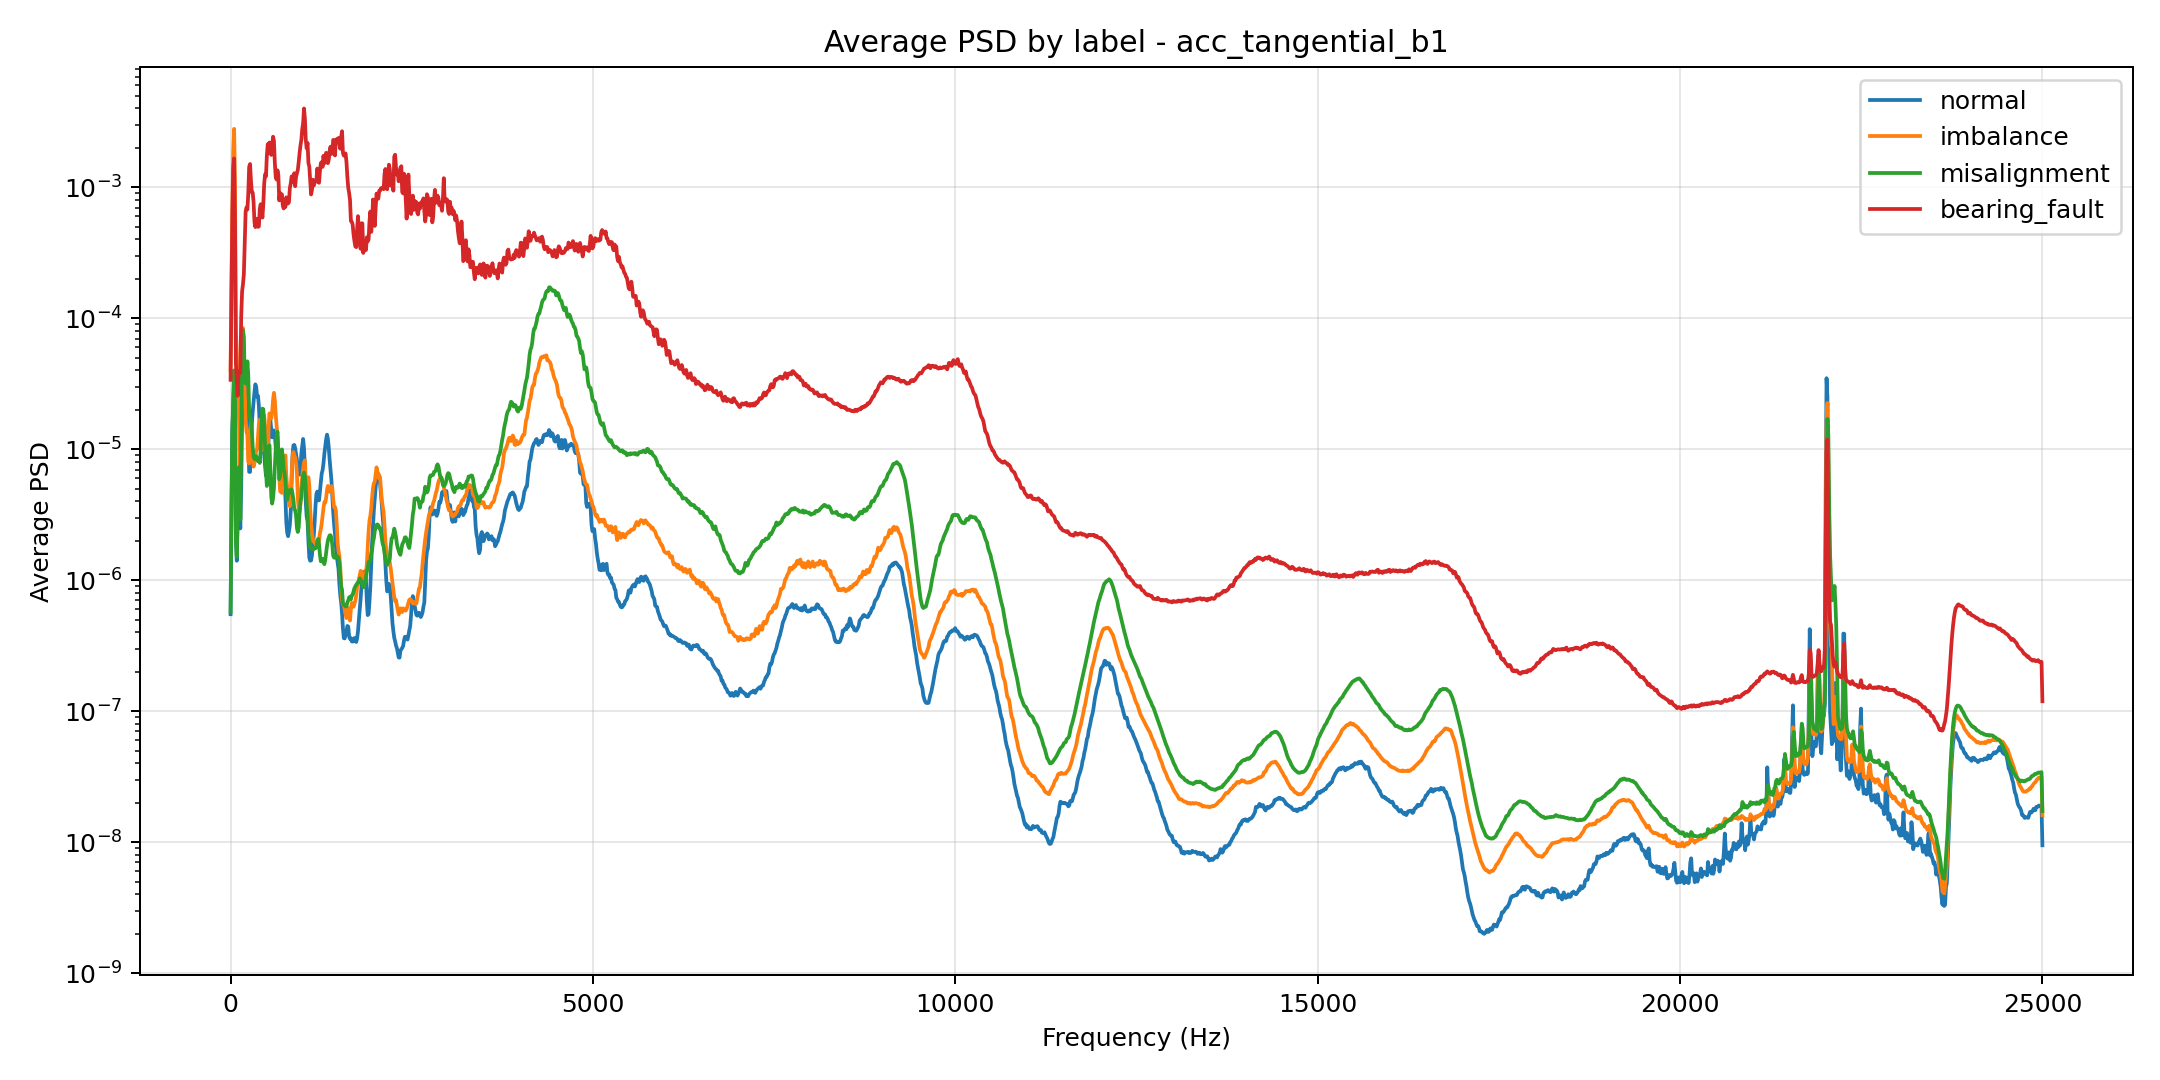 Average PSD by label - acc_tangential_b1
normal
imbalance
misalignment
bearing_fault
Average PSD
10⁻³
10⁻⁴
10⁻⁵
10⁻⁶
10⁻⁷
10⁻⁸
10⁻⁹
0 5000 10000 15000 20000 25000
Frequency (Hz)